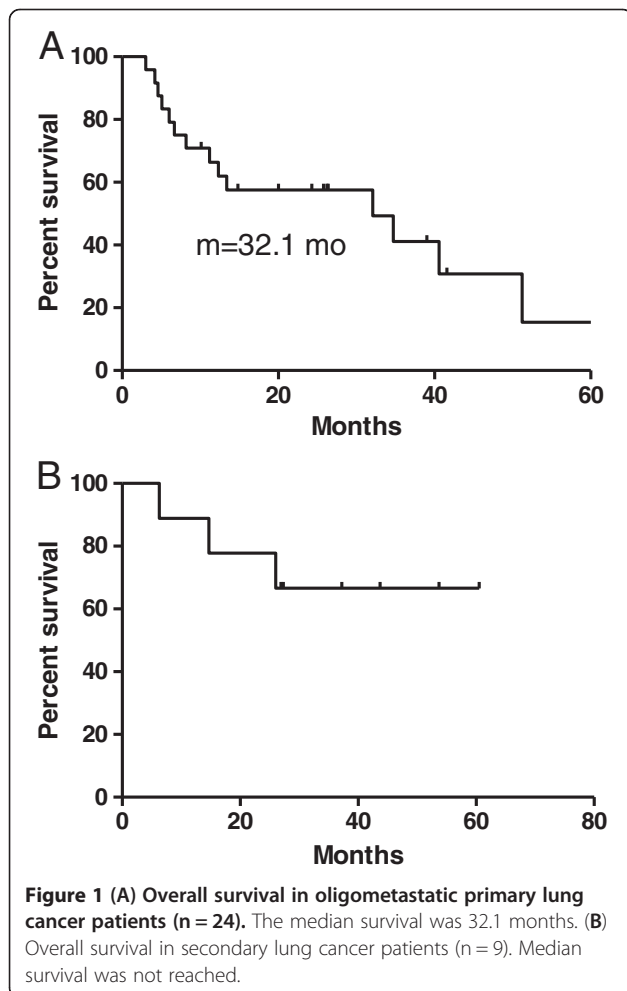 A
100
80
60
40
20
0
Percent survival
m=32.1 mo
0 20 40 60
Months
B
100
80
60
40
20
0
Percent survival
0 20 40 60 80
Months
Figure 1 (A) Overall survival in oligometastatic primary lung
cancer patients (n = 24). The median survival was 32.1 months. (B)
Overall survival in secondary lung cancer patients (n = 9). Median
survival was not reached.